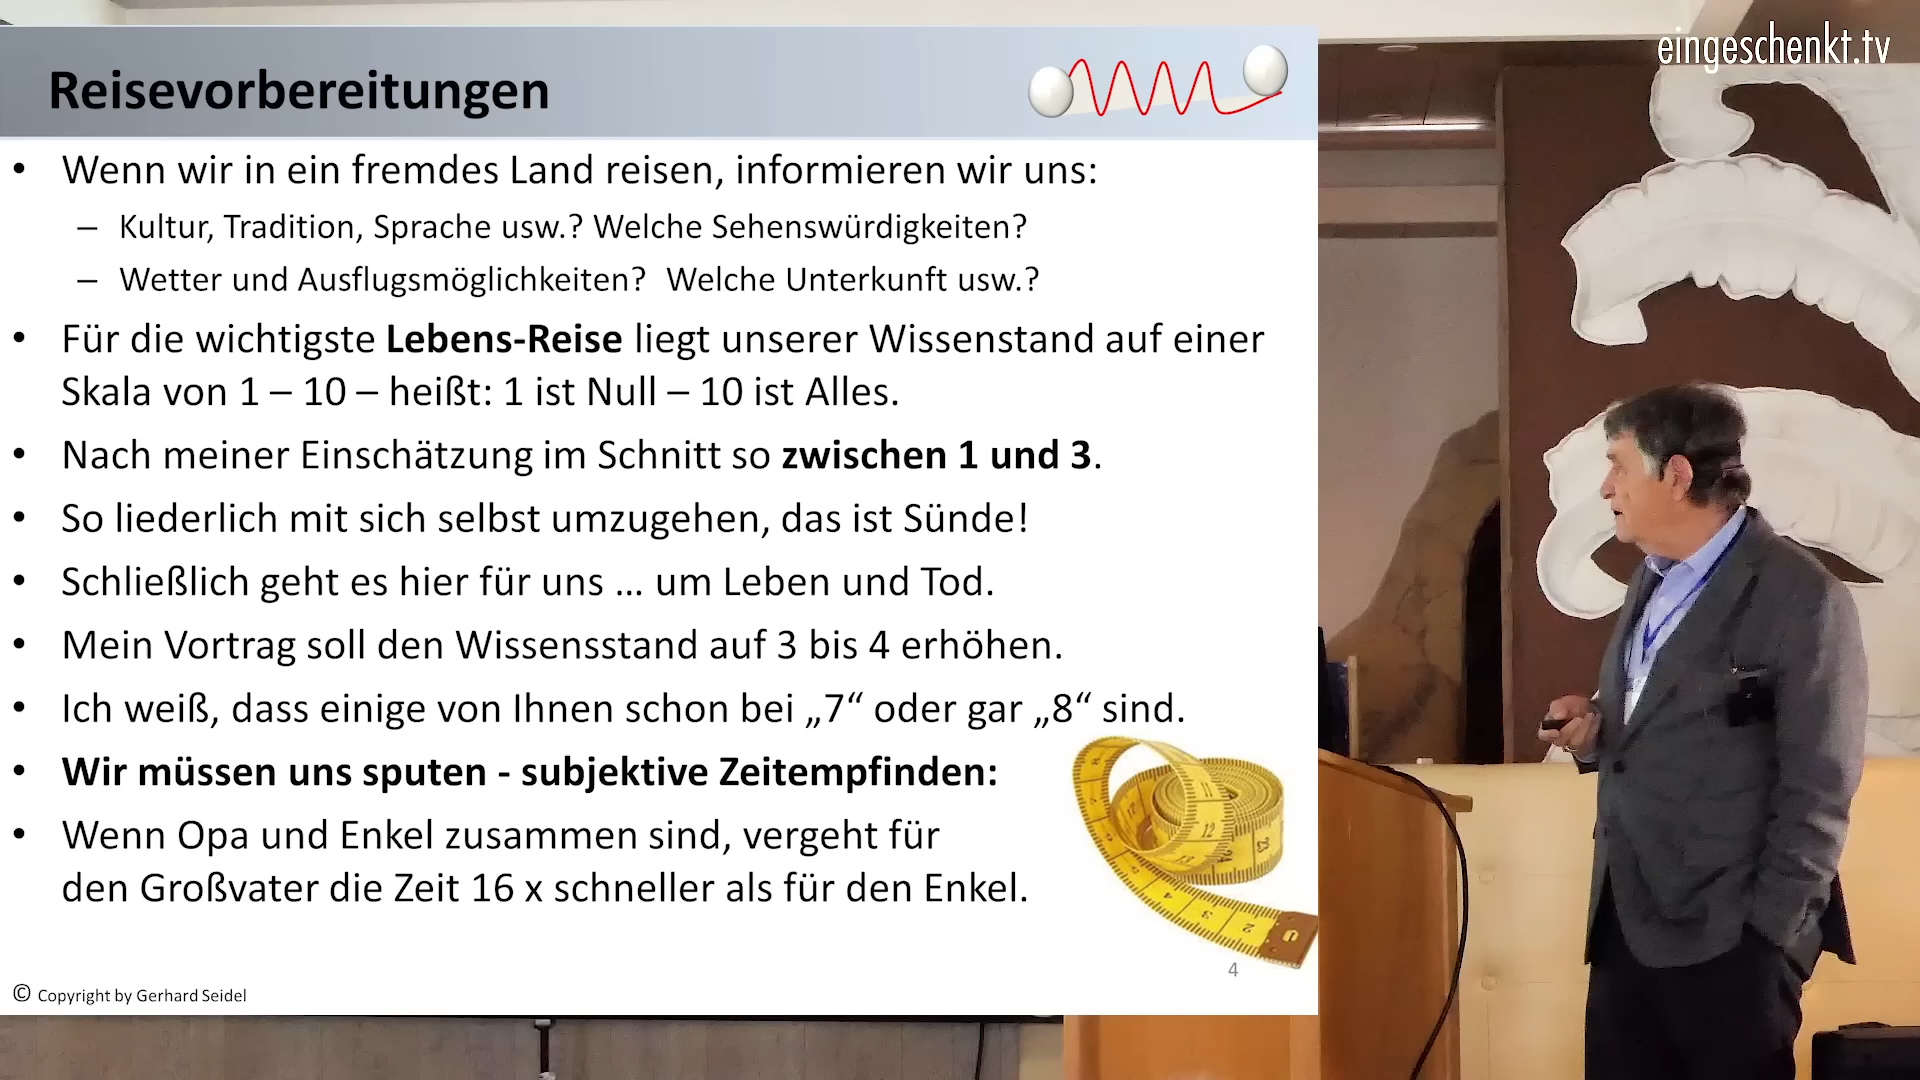 eingeschenkt.tv
Reisevorbereitungen
• Wenn wir in ein fremdes Land reisen, informieren wir uns:
– Kultur, Tradition, Sprache usw.? Welche Sehenswürdigkeiten?
– Wetter und Ausflugsmöglichkeiten? Welche Unterkunft usw.?
• Für die wichtigste Lebens-Reise liegt unserer Wissenstand auf einer
Skala von 1 – 10 – heißt: 1 ist Null – 10 ist Alles.
• Nach meiner Einschätzung im Schnitt so zwischen 1 und 3.
• So liederlich mit sich selbst umzugehen, das ist Sünde!
• Schließlich geht es hier für uns ... um Leben und Tod.
• Mein Vortrag soll den Wissensstand auf 3 bis 4 erhöhen.
• Ich weiß, dass einige von Ihnen schon bei „7“ oder gar „8“ sind.
• Wir müssen uns sputen - subjektive Zeitempfinden:
• Wenn Opa und Enkel zusammen sind, vergeht für
den Großvater die Zeit 16 x schneller als für den Enkel.
4
© Copyright by Gerhard Seidel